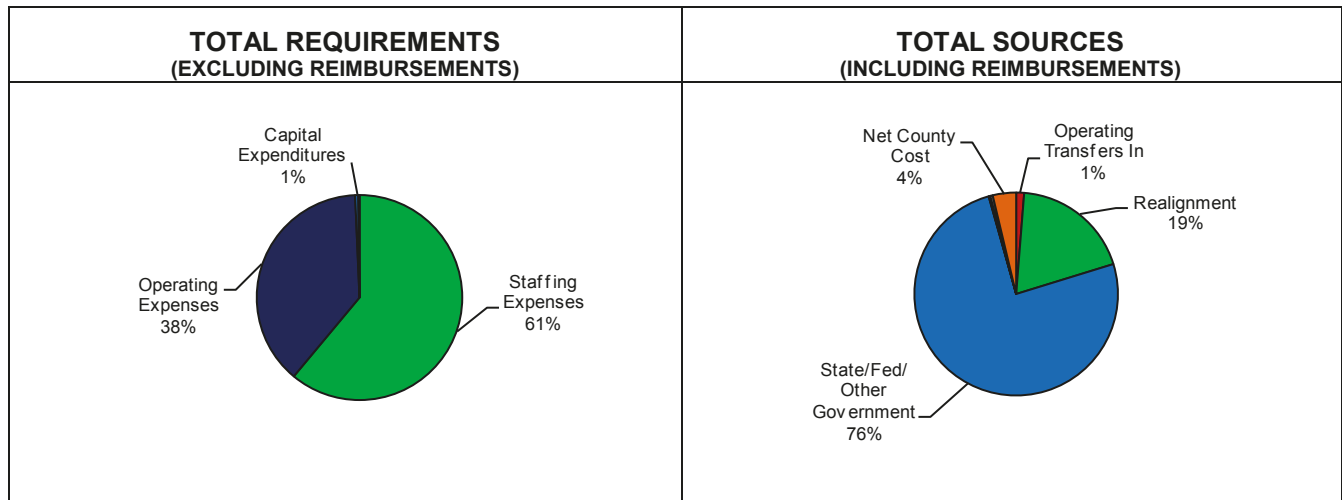 TOTAL REQUIREMENTS
(EXCLUDING REIMBURSEMENTS)
Capital
Expenditures
1%
Operating
Expenses
38%
Staffing
Expenses
61%
TOTAL SOURCES
(INCLUDING REIMBURSEMENTS)
Net County
Cost
4%
Operating
Transfers In
1%
Realignment
19%
State/Fed/
Other
Government
76%